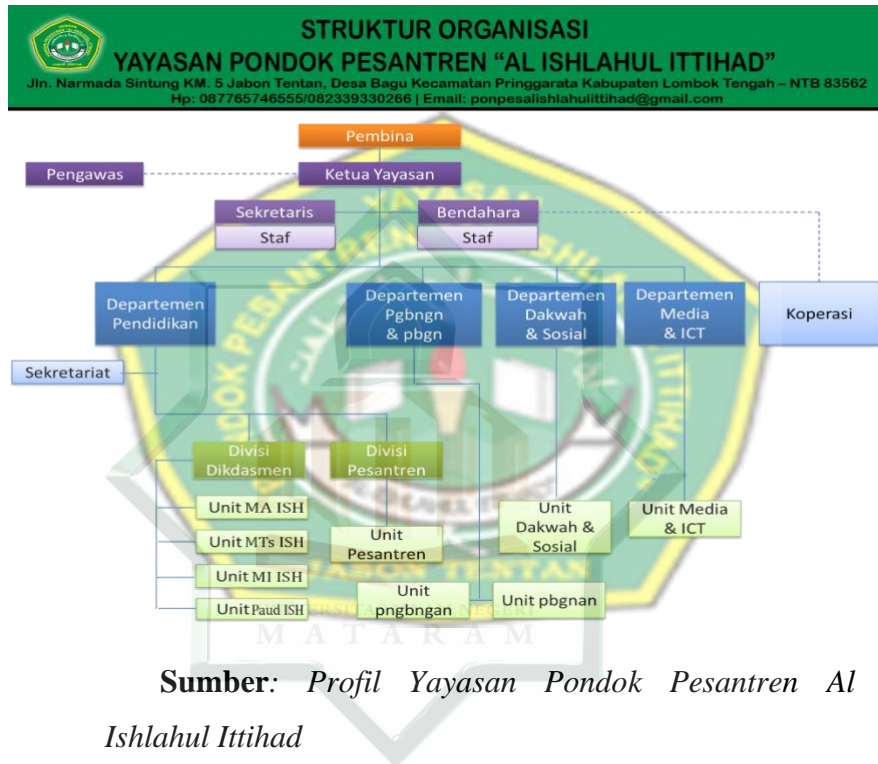 STRUKTUR ORGANISASI
YAYASAN PONDOK PESANTREN “AL ISHLAHUL ITTIHAD”
Jln. Narmada Sintung KM. 5 Jabon Tentan, Desa Bagu Kecamatan Pringgarata Kabupaten Lombok Tengah – NTB 83562
Hp: 087765746555/082339330266 | Email: ponpesalishlahulittihad@gmail.com
Pembina
Pengawas
Ketua Yayasan
Sekretaris
Staf
Bendahara
Staf
Departemen
Pendidikan
Departemen
Pgbngn
& pbgn
Departemen
Dakwah
& Sosial
Departemen
Media
& ICT
Koperasi
Sekretariat
Divisi
Dikdasmen
Divisi
Pesantren
Unit MA ISH
Unit MTs ISH
Unit MI ISH
Unit Paud ISH
Unit
Pesantren
Unit
Dakwah &
Sosial
Unit Media
& ICT
Unit
pngbngan
Unit pbgnan
JABON TENTAN
MATARAM
Sumber: Profil Yayasan Pondok Pesantren Al
Ishlahul Ittihad